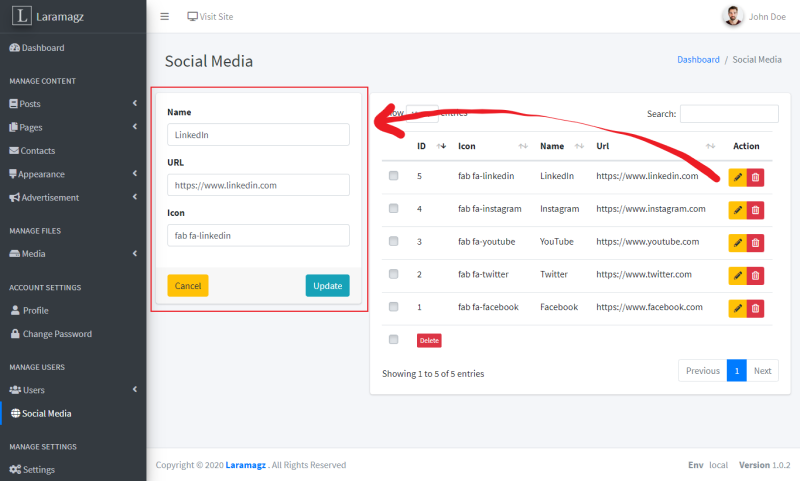 L Laramagz
Visit Site
John Doe
Dashboard
MANAGE CONTENT
Posts
Pages
Contacts
Appearance
Advertisement
MANAGE FILES
Media
ACCOUNT SETTINGS
Profile
Change Password
MANAGE USERS
Users
Social Media
MANAGE SETTINGS
Settings
Social Media
Dashboard / Social Media
Name
LinkedIn
URL
https://www.linkedin.com
Icon
fab fa-linkedin
Cancel Update
entries Search:
ID Icon Name Url Action
5 fab fa-linkedin LinkedIn https://www.linkedin.com
4 fab fa-instagram Instagram https://www.instagram.com
3 fab fa-youtube YouTube https://www.youtube.com
2 fab fa-twitter Twitter https://www.twitter.com
1 fab fa-facebook Facebook https://www.facebook.com
Delete
Showing 1 to 5 of 5 entries
Previous 1 Next
Copyright © 2020 Laramagz . All Rights Reserved
Env local Version 1.0.2